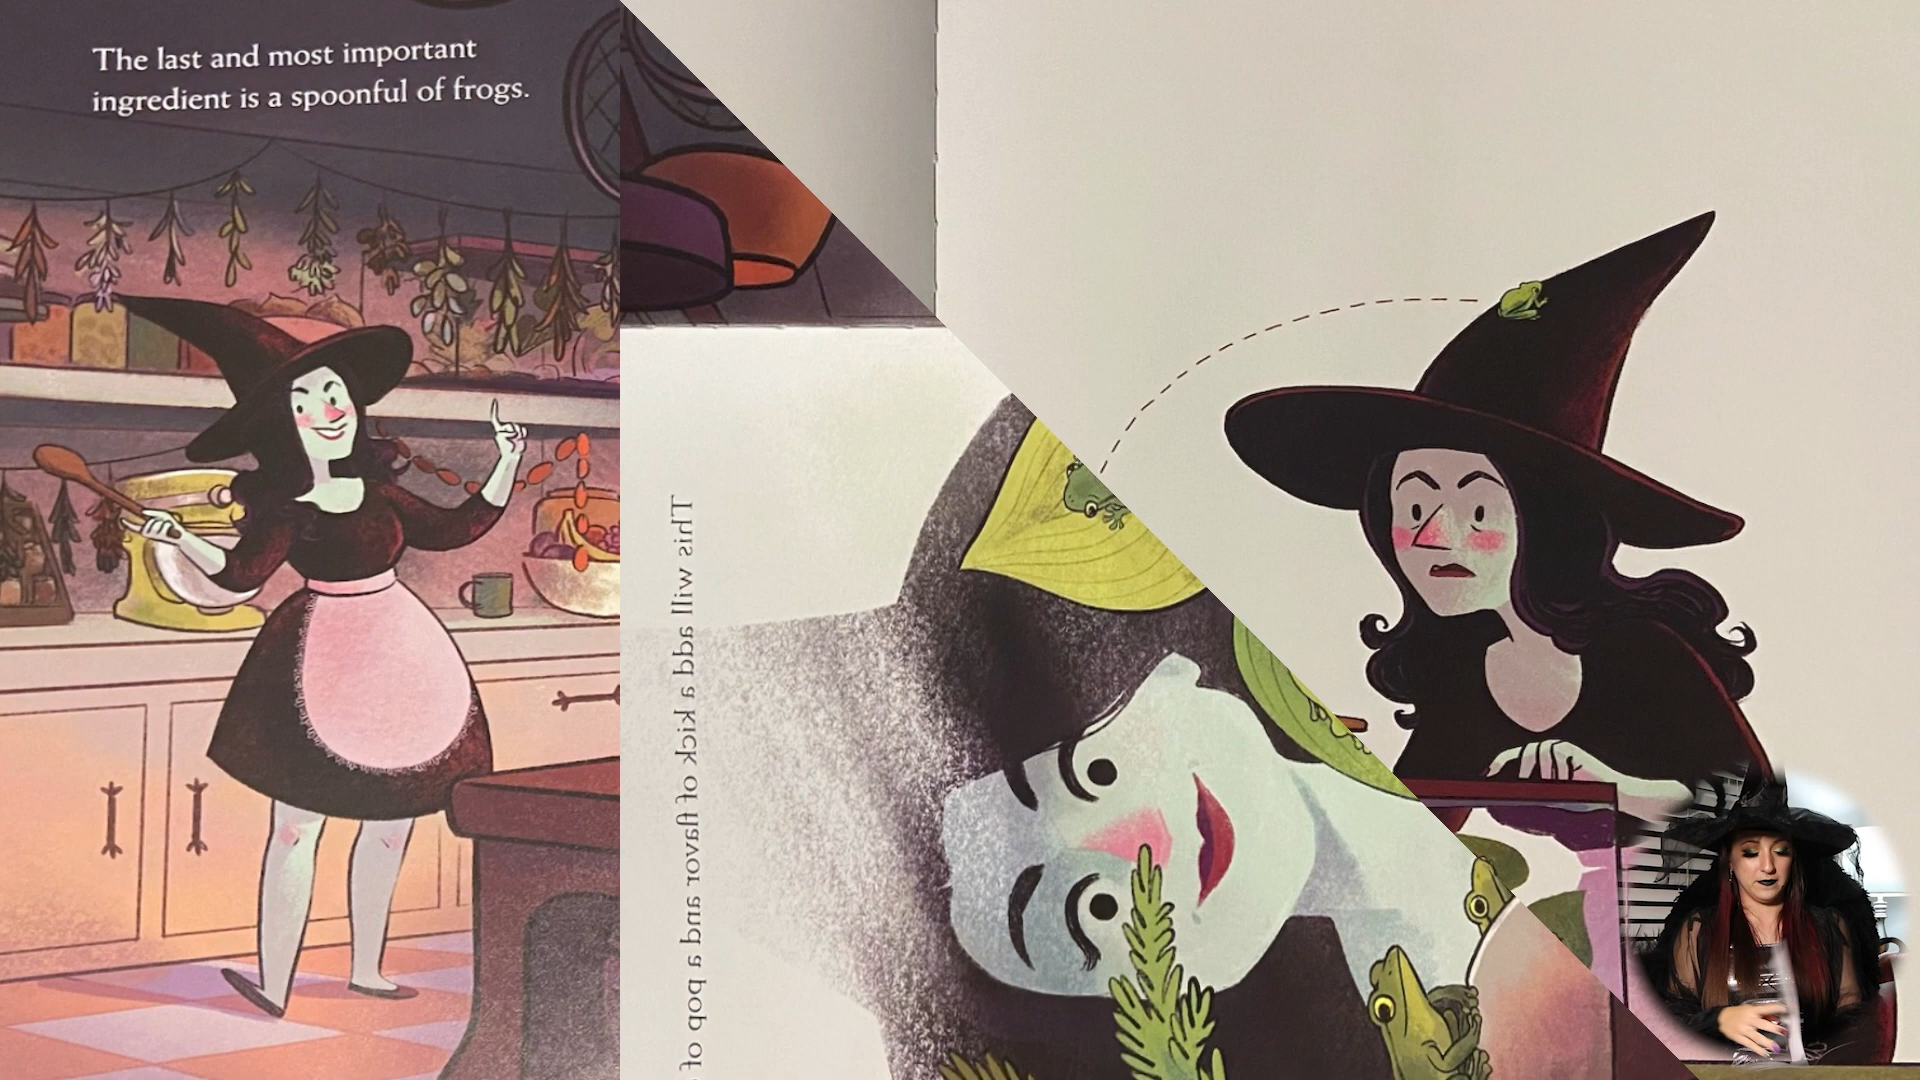 The last and most important
ingredient is a spoonful of frogs.
This will add a kick of flavor and a pop of